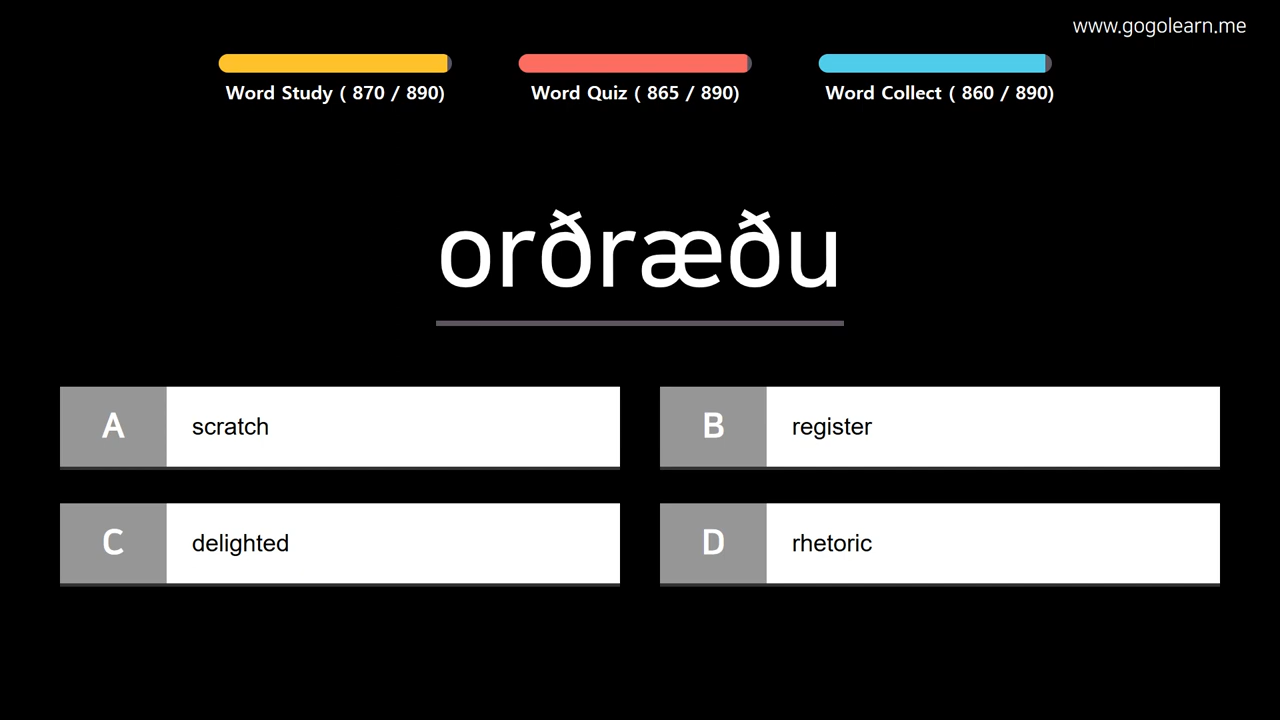 www.gogolearn.me
Word Study ( 870 / 890)
Word Quiz ( 865 / 890)
Word Collect ( 860 / 890)
orðræðu
A scratch
B register
C delighted
D rhetoric